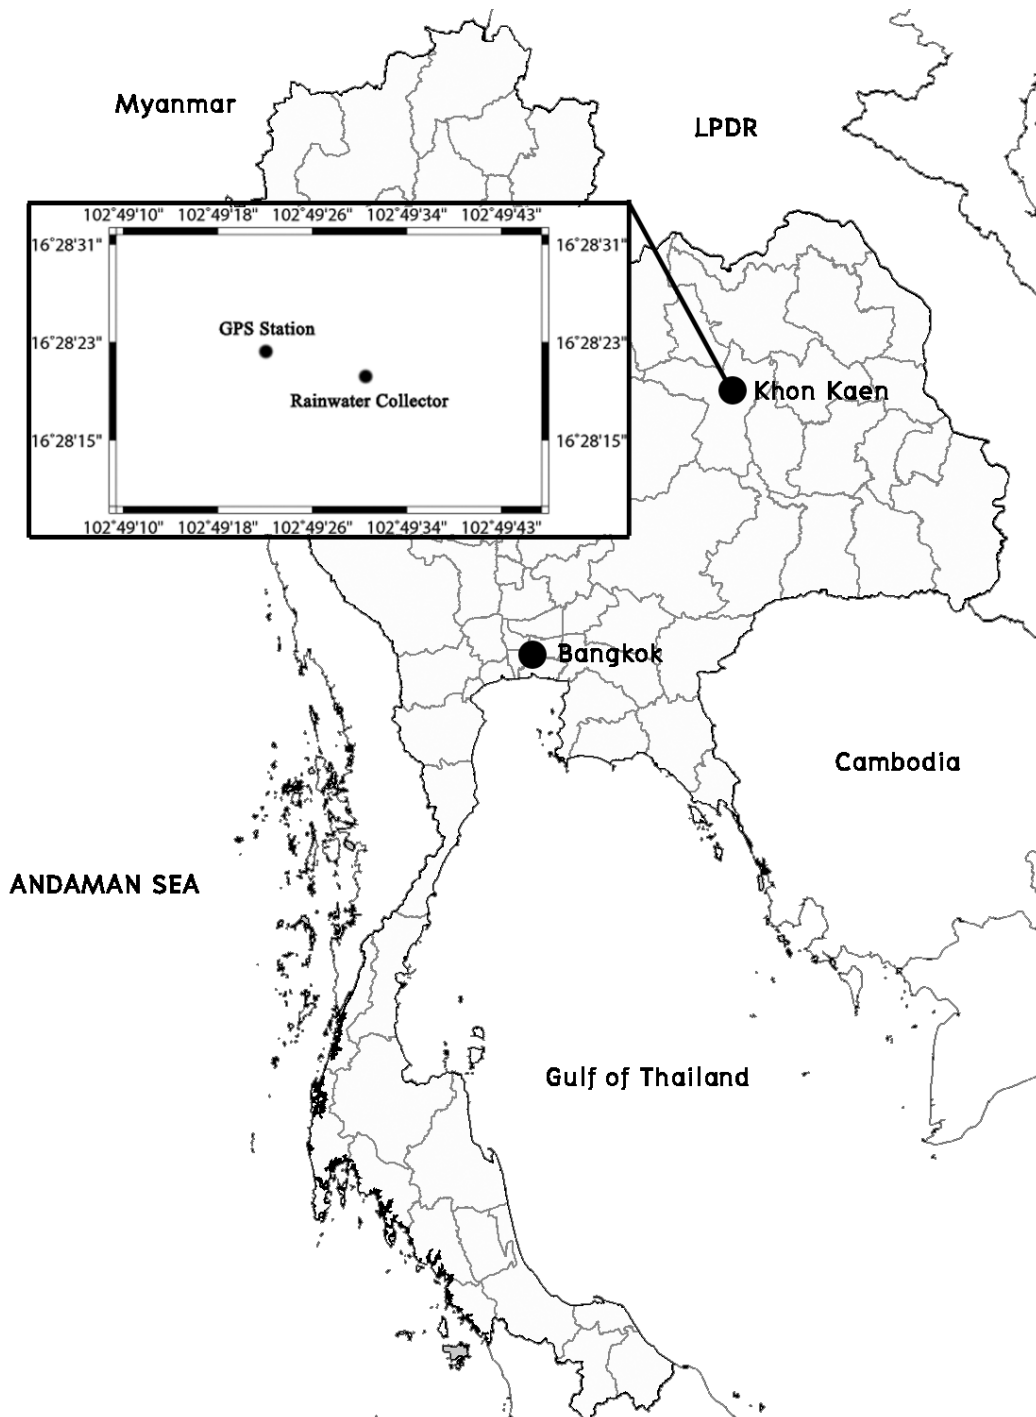 Myanmar
LPDR
102°49'10" 102°49'18" 102°49'26" 102°49'34" 102°49'43"
16°28'31" 16°28'31"
GPS Station
16°28'23" 16°28'23"
Khon Kaen
Rainwater Collector
16°28'15" 16°28'15"
102°49'10" 102°49'18" 102°49'26" 102°49'34" 102°49'43"
Bangkok
Cambodia
ANDAMAN SEA
Gulf of Thailand